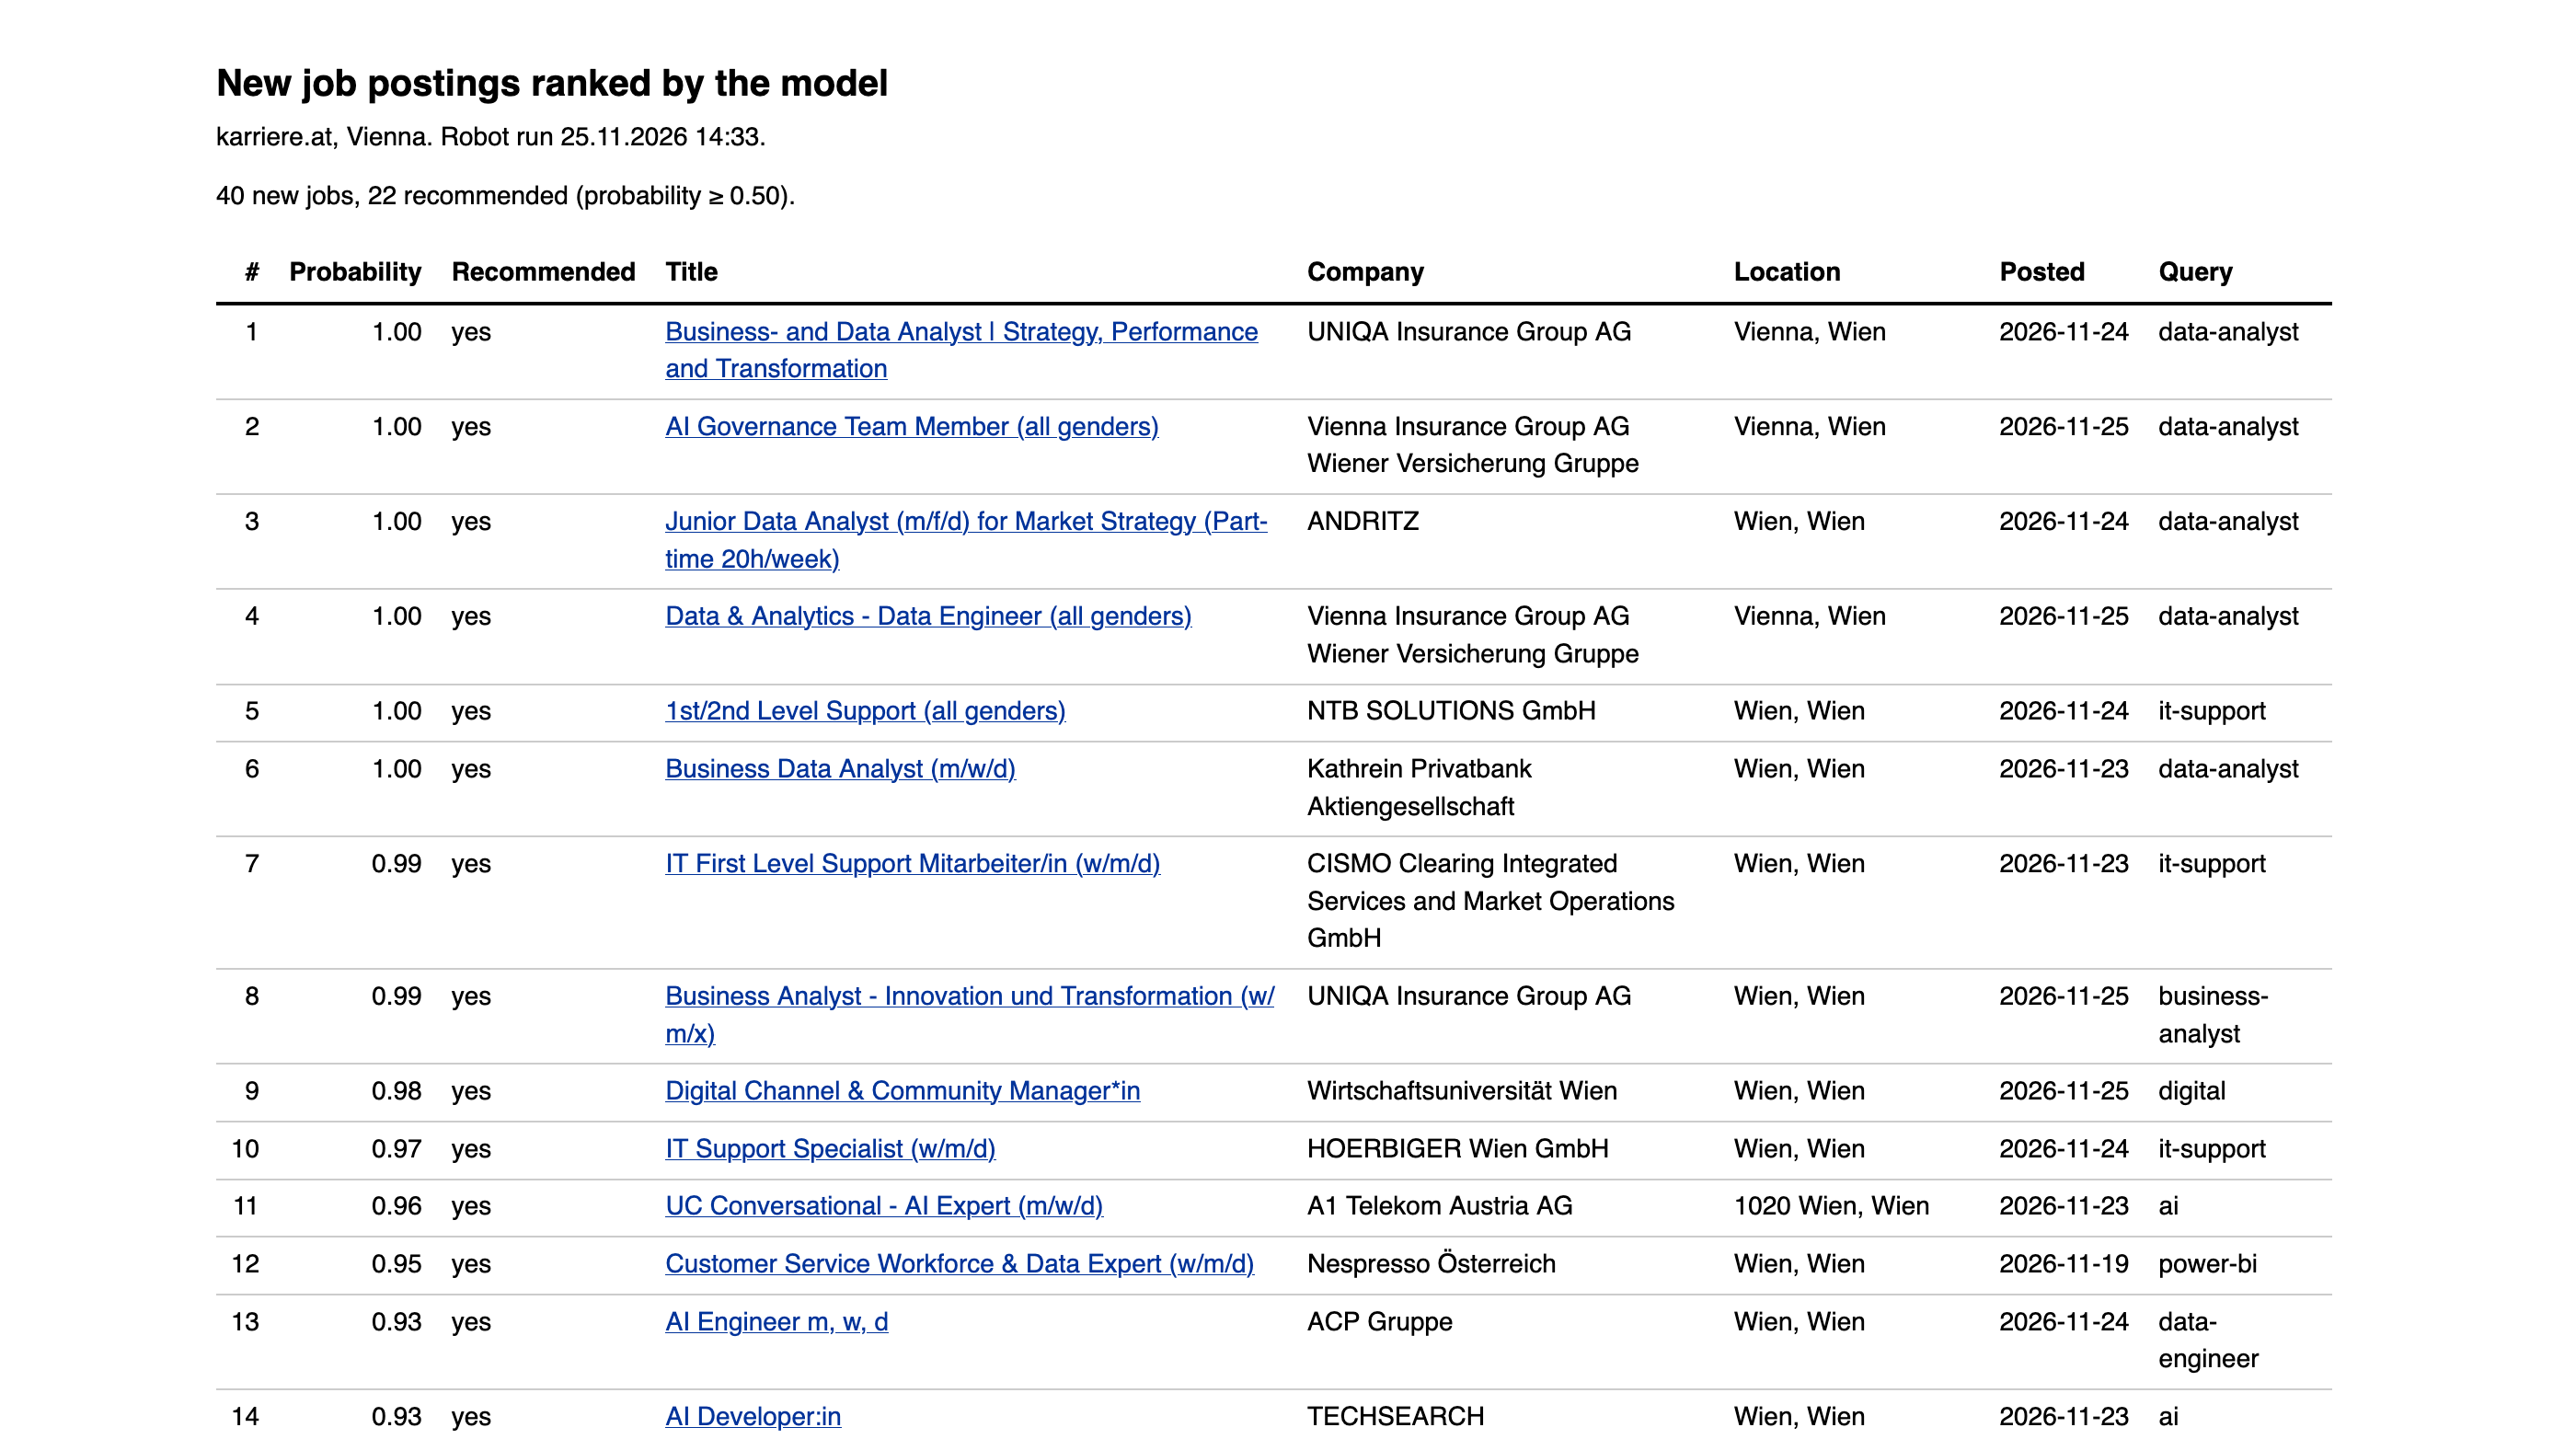 New job postings ranked by the model
karriere.at, Vienna. Robot run 25.11.2026 14:33.
40 new jobs, 22 recommended (probability ≥ 0.50).
# Probability Recommended Title Company Location Posted Query
1 1.00 yes Business- and Data Analyst | Strategy, Performance UNIQA Insurance Group AG Vienna, Wien 2026-11-24 data-analyst
and Transformation
2 1.00 yes AI Governance Team Member (all genders) Vienna Insurance Group AG Vienna, Wien 2026-11-25 data-analyst
Wiener Versicherung Gruppe
3 1.00 yes Junior Data Analyst (m/f/d) for Market Strategy (Part- ANDRITZ Wien, Wien 2026-11-24 data-analyst
time 20h/week)
4 1.00 yes Data & Analytics - Data Engineer (all genders) Vienna Insurance Group AG Vienna, Wien 2026-11-25 data-analyst
Wiener Versicherung Gruppe
5 1.00 yes 1st/2nd Level Support (all genders) NTB SOLUTIONS GmbH Wien, Wien 2026-11-24 it-support
6 1.00 yes Business Data Analyst (m/w/d) Kathrein Privatbank Wien, Wien 2026-11-23 data-analyst
Aktiengesellschaft
7 0.99 yes IT First Level Support Mitarbeiter/in (w/m/d) CISMO Clearing Integrated Wien, Wien 2026-11-23 it-support
Services and Market Operations
GmbH
8 0.99 yes Business Analyst - Innovation und Transformation (w/ UNIQA Insurance Group AG Wien, Wien 2026-11-25 business-
m/x) analyst
9 0.98 yes Digital Channel & Community Manager*in Wirtschaftsuniversität Wien Wien, Wien 2026-11-25 digital
10 0.97 yes IT Support Specialist (w/m/d) HOERBIGER Wien GmbH Wien, Wien 2026-11-24 it-support
11 0.96 yes UC Conversational - AI Expert (m/w/d) A1 Telekom Austria AG 1020 Wien, Wien 2026-11-23 ai
12 0.95 yes Customer Service Workforce & Data Expert (w/m/d) Nespresso Österreich Wien, Wien 2026-11-19 power-bi
13 0.93 yes AI Engineer m, w, d ACP Gruppe Wien, Wien 2026-11-24 data-
engineer
14 0.93 yes AI Developer:in TECHSEARCH Wien, Wien 2026-11-23 ai